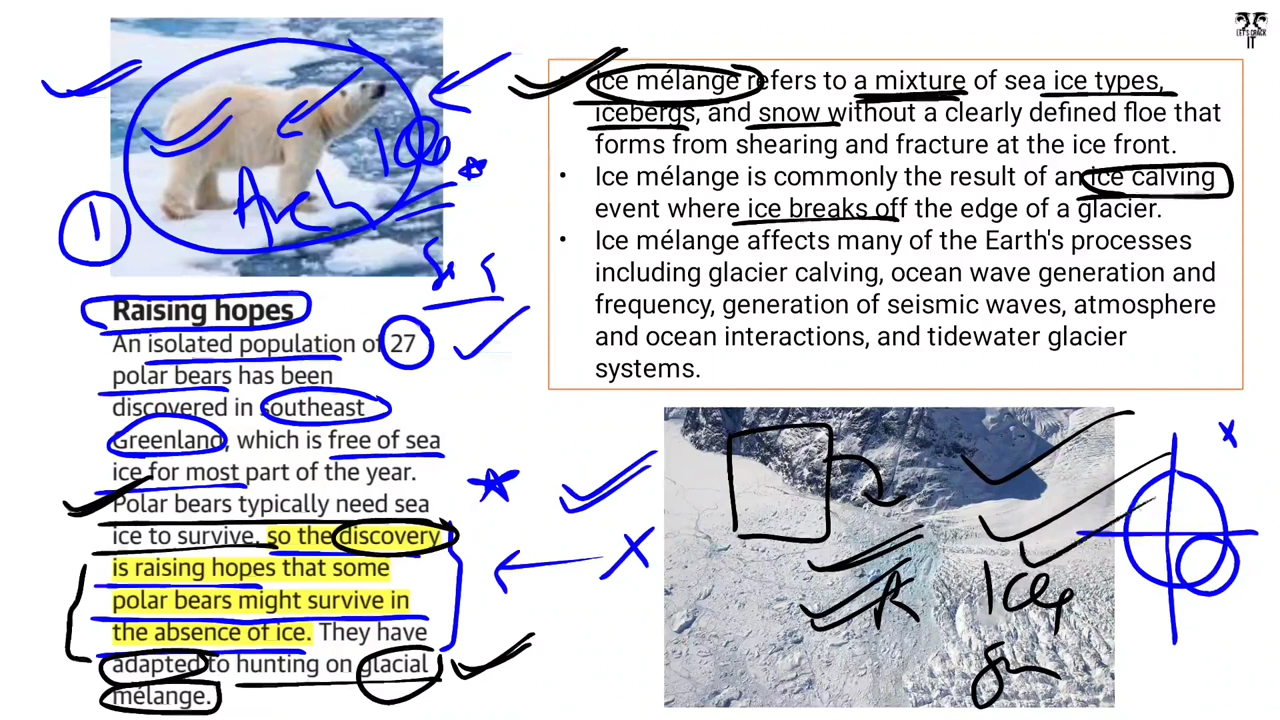 LET'S CRACK
IT
• Ice mélange refers to a mixture of sea ice types,
icebergs, and snow without a clearly defined floe that
forms from shearing and fracture at the ice front.
• Ice mélange is commonly the result of an ice calving
event where ice breaks off the edge of a glacier.
• Ice mélange affects many of the Earth's processes
including glacier calving, ocean wave generation and
frequency, generation of seismic waves, atmosphere
and ocean interactions, and tidewater glacier
systems.
1
Raising hopes
An isolated population of 27
polar bears has been
discovered in southeast
Greenland, which is free of sea
ice for most part of the year.
Polar bears typically need sea
ice to survive, so the discovery
is raising hopes that some
polar bears might survive in
the absence of ice. They have
adapted to hunting on glacial
mélange.
Ice